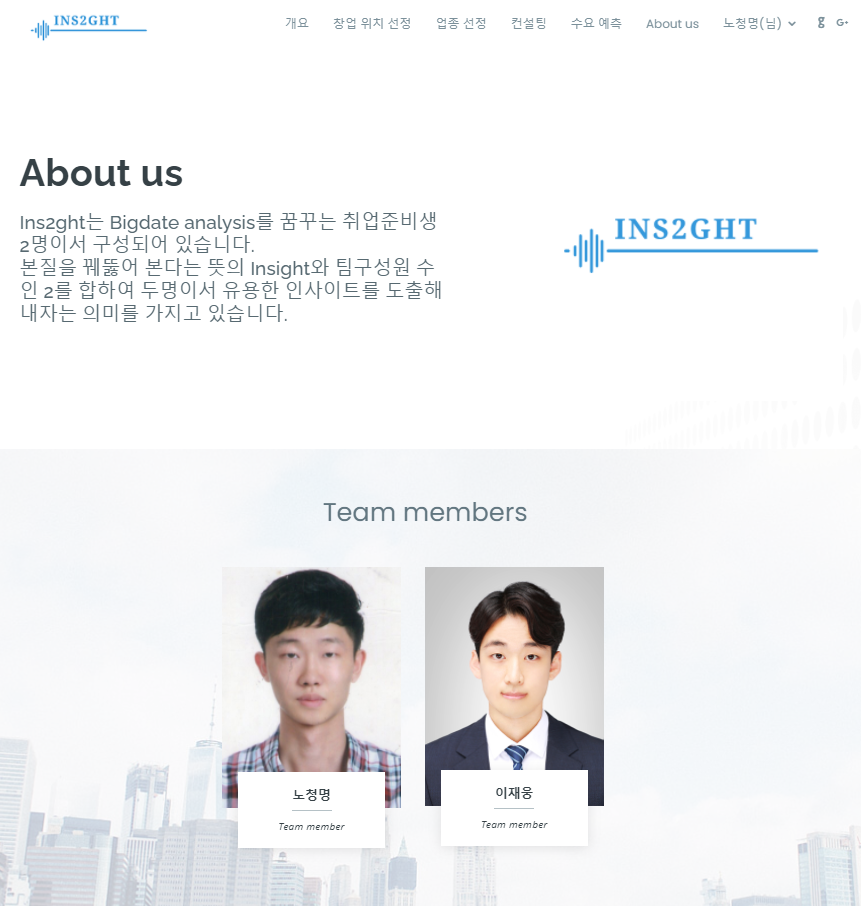 INS2GHT
개요 창업 위치 선정 업종 선정 컨설팅 수요 예측 About us 노청명(님) g G+
About us
Ins2ght는 Bigdate analysis를 꿈꾸는 취업준비생
2명이서 구성되어 있습니다.
본질을 꿰뚫어 본다는 뜻의 Insight와 팀구성원 수
인 2를 합하여 두명이서 유용한 인사이트를 도출해
내자는 의미를 가지고 있습니다.
INS2GHT
Team members
노청명
Team member
이재웅
Team member